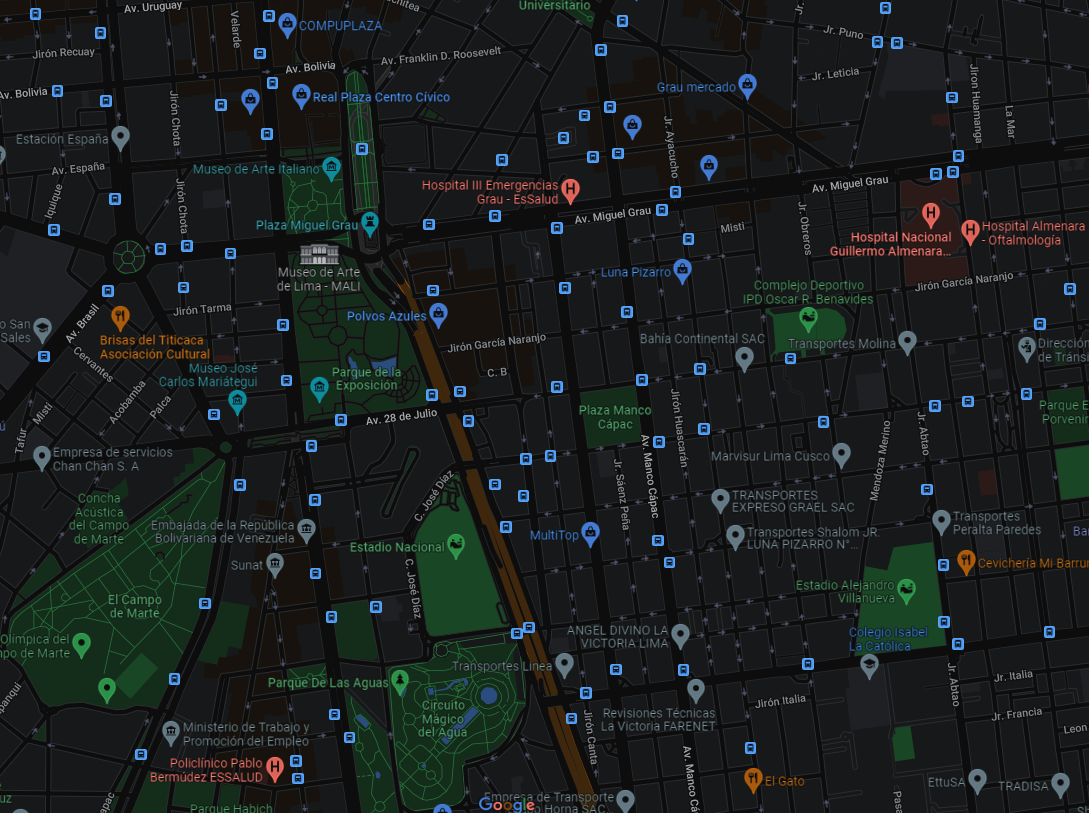 Av. Uruguay
Velarde
COMPUPLAZA
Universitario
Jr. Puno
Jirón Recuay
Av. Bolivia
Av. Franklin D. Roosevelt
Jr. Leticia
Av. Bolivia
Real Plaza Centro Cívico
Grau mercado
Jirón Huamanga
La Mar
Jirón Chota
Estación España
Jr. Ayacucho
Av. España
Museo de Arte Italiano
Hospital III Emergencias
Grau - EsSalud
Av. Miguel Grau
Iquique
Jirón Chota
Plaza Miguel Grau
Av. Miguel Grau
Misti
Jr. Obreros
Hospital Nacional
Guillermo Almenara...
Hospital Almenara
- Oftalmología
Museo de Arte
de Lima - MALI
Luna Pizarro
Jirón García Naranjo
Complejo Deportivo
IPD Oscar R. Benavides
Av. Brasil
Jirón Tarma
Polvos Azules
o San
Sales
Brisas del Titicaca
Asociación Cultural
Jirón García Naranjo
Bahía Continental SAC
Transportes Molina
Dirección
de Tráns
Cervantes
Museo José
Carlos Mariátegui
Parque de la
Exposición
C. B
Acobamba
Palca
Misti
Tafur
Av. 28 de Julio
Plaza Manco
Cápac
Jirón Huascarán
Parque E
Porvenir
Empresa de servicios
Chan Chan S. A
Av. Manco Cápac
Jr. Sáenz Peña
Marvisur Lima Cusco
Mendoza Merino
Jr. Abtao
Concha
Acústica
del Campo
de Marte
C. José Díaz
TRANSPORTES
EXPRESO GRAEL SAC
Embajada de la República
Bolivariana de Venezuela
Estadio Nacional
MultiTop
Transportes Shalom JR.
LUNA PIZARRO N°...
Transportes
Peralta Paredes
Sunat
C. José Díaz
Cevichería Mi Barrun
Estadio Alejandro
Villanueva
El Campo
de Marte
Olímpica del
po de Marte
ANGEL DIVINO LA
VICTORIA LIMA
Colegio Isabel
La Católica
Transportes Linea
Parque De Las Aguas
Circuito
Mágico
del Agua
Jr. Abtao
Jr. Italia
Jirón Italia
Jr. Francia
Leon
Revisiones Técnicas
La Victoria FARENET
Jirón Canta
Ministerio de Trabajo y
Promoción del Empleo
Policlínico Pablo
Bermúdez ESSALUD
Av. Manco Cá
El Gato
EttuSA
TRADISA
Parque Habich
Google
Empresa de Transporte
o Horna SAC